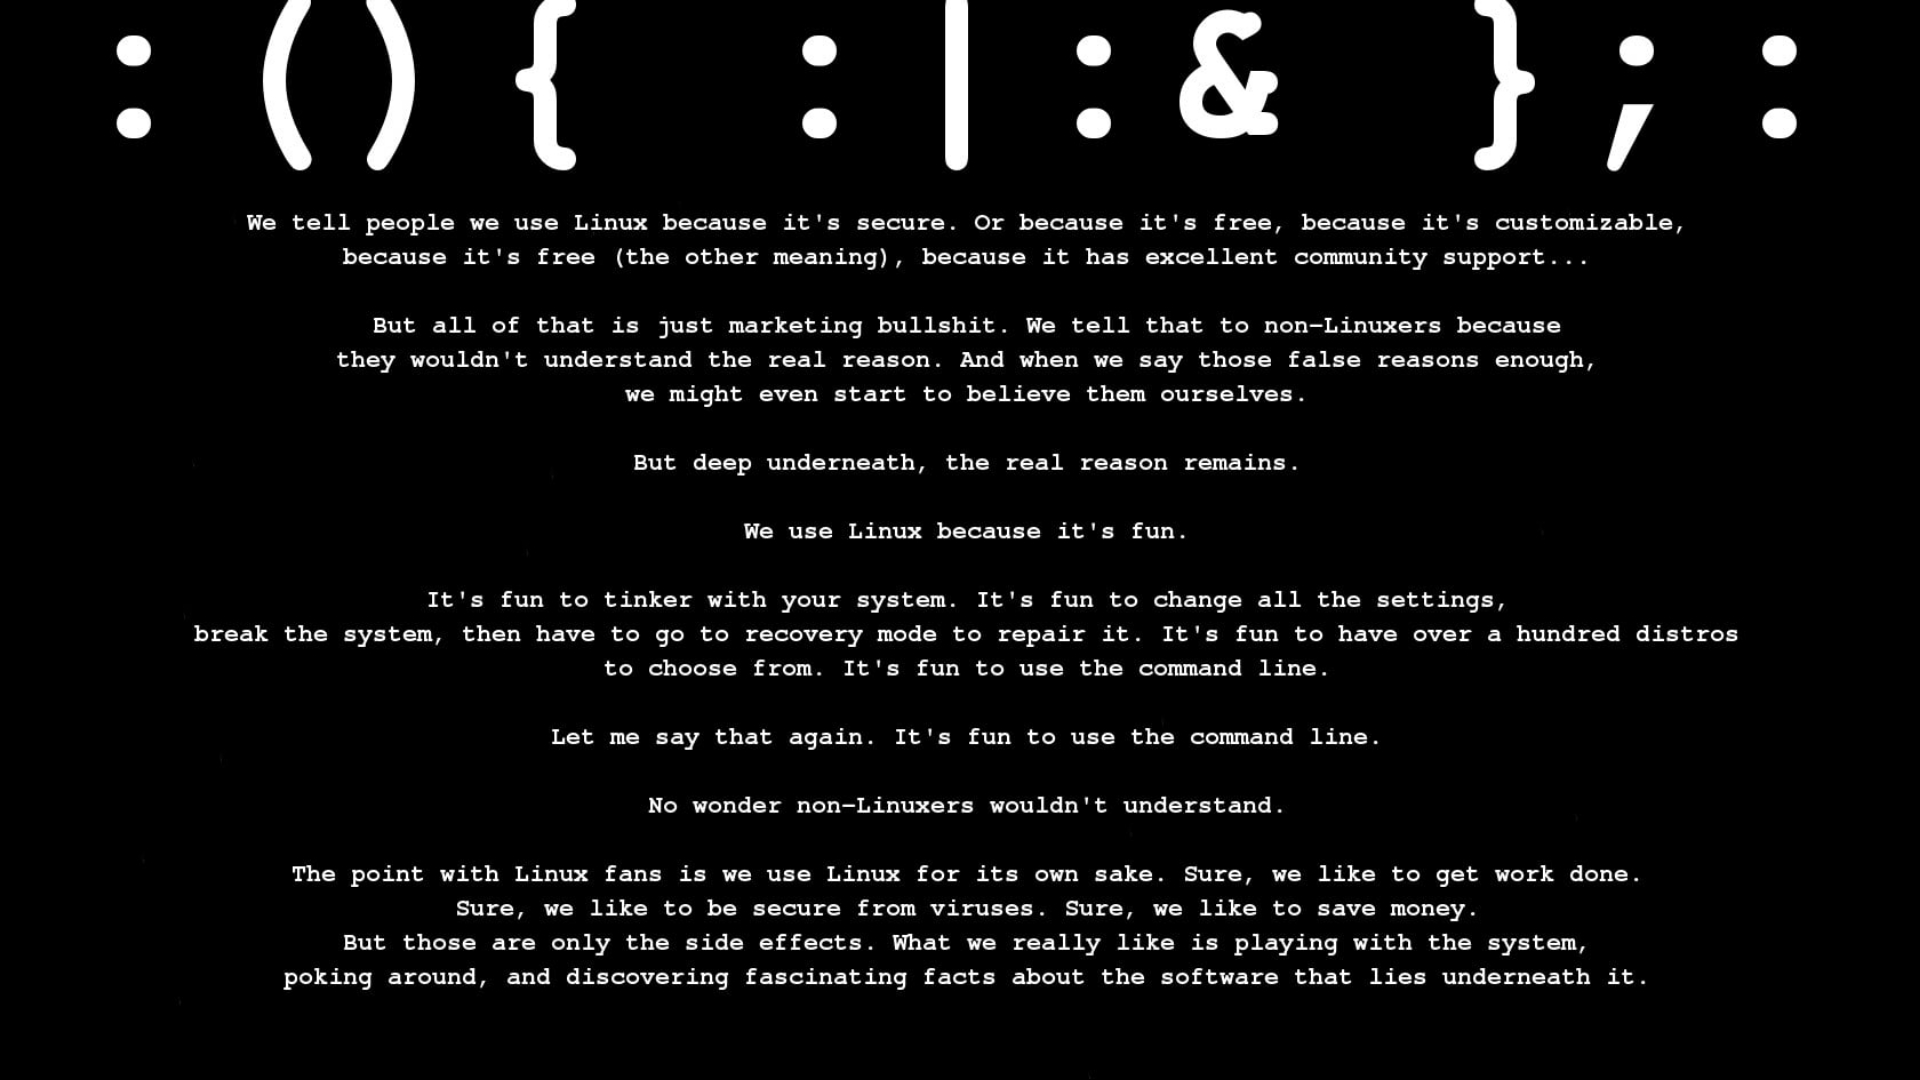 :(){ :|:& };:
We tell people we use Linux because it's secure. Or because it's free, because it's customizable,
because it's free (the other meaning), because it has excellent community support...
But all of that is just marketing bullshit. We tell that to non-Linuxers because
they wouldn't understand the real reason. And when we say those false reasons enough,
we might even start to believe them ourselves.
But deep underneath, the real reason remains.
We use Linux because it's fun.
It's fun to tinker with your system. It's fun to change all the settings,
break the system, then have to go to recovery mode to repair it. It's fun to have over a hundred distros
to choose from. It's fun to use the command line.
Let me say that again. It's fun to use the command line.
No wonder non-Linuxers wouldn't understand.
The point with Linux fans is we use Linux for its own sake. Sure, we like to get work done.
Sure, we like to be secure from viruses. Sure, we like to save money.
But those are only the side effects. What we really like is playing with the system,
poking around, and discovering fascinating facts about the software that lies underneath it.